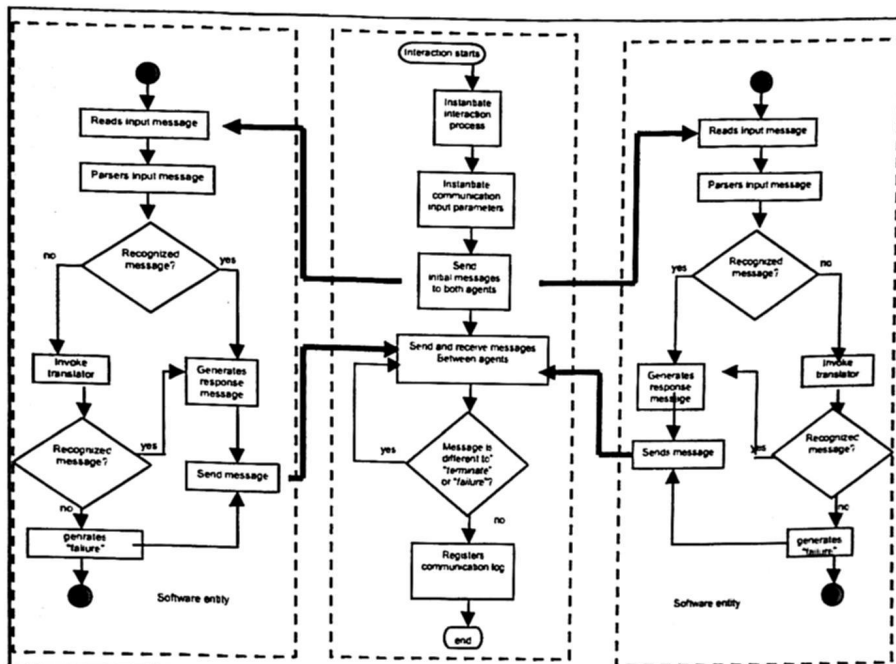 Reads input message
Parsers input message
Recognized
message?
no
yes
Invoke
translator
Generates
response
message
Recognized
message?
yes
Send message
no
genrates
"failure"
Software entity
Interaction starts
Instantiate
interaction
process
Instantiate
communication
input parameters
Send
initial messages
to both agents
Send and receive messages
Between agents
Message is
different to"
"terminate"
or "failure"?
yes
no
Registers
communication log
end
Reads input message
Parsers input message
Recognized
message?
yes
no
Generates
response
message
Invoke
translator
Recognized
message?
yes
Sends message
no
generates
"failure"
Software entity